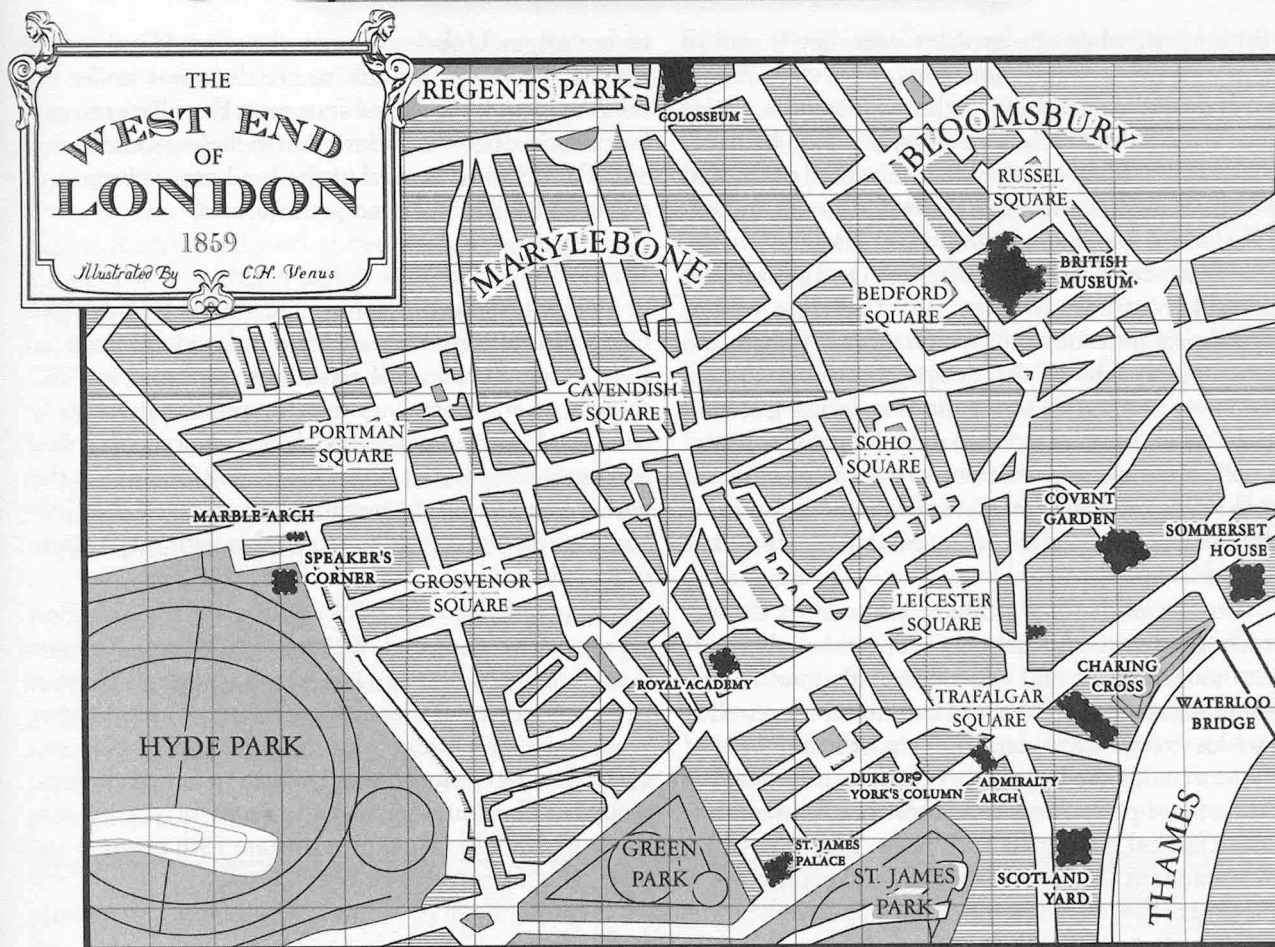 THE
WEST END
OF
LONDON
1859
Illustrated By C.H. Venus
REGENTS PARK
COLOSSEUM
BLOOMSBURY
RUSSEL
SQUARE
MARYLEBONE
BRITISH
MUSEUM
BEDFORD
SQUARE
CAVENDISH
SQUARE
PORTMAN
SQUARE
SOHO
SQUARE
MARBLE ARCH
COVENT
GARDEN
SOMMERSET
HOUSE
SPEAKER'S
CORNER
GROSVENOR
SQUARE
LEICESTER
SQUARE
ROYAL ACADEMY
CHARING
CROSS
TRAFALGAR
SQUARE
WATERLOO
BRIDGE
HYDE PARK
DUKE OF
YORK'S COLUMN
ADMIRALTY
ARCH
GREEN
PARK
ST. JAMES
PALACE
ST. JAMES
PARK
SCOTLAND
YARD
THAMES